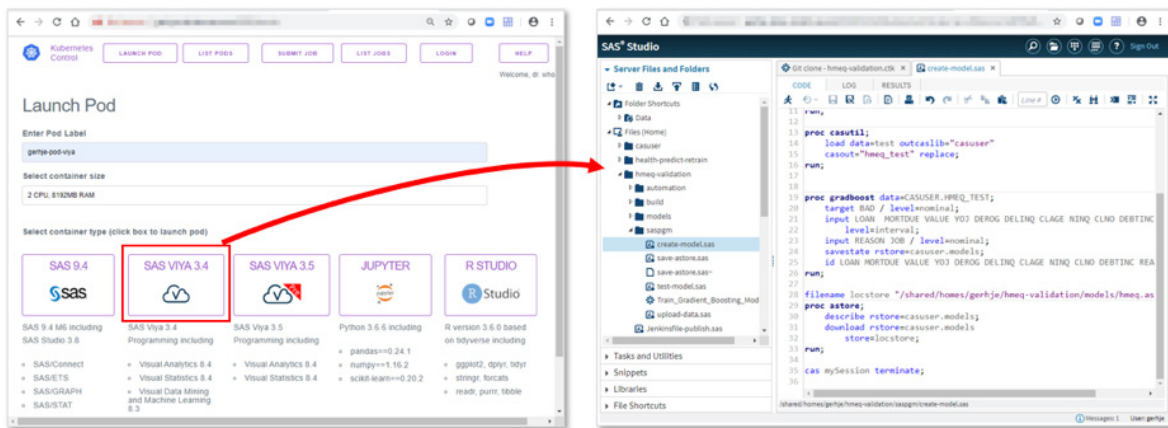 Kubernetes Control
LAUNCH POD
LIST PODS
SUBMIT JOB
LIST JOBS
LOGIN
HELP
Welcome, dr. who
Launch Pod
Enter Pod Label
gerhje-pod-viya
Select container size
2 CPU, 8192MB RAM
Select container type (click box to launch pod)
SAS 9.4
sas
SAS 9.4 M6 including
SAS Studio 3.8
SAS/Connect
SAS/ETS
SAS/GRAPH
SAS/STAT
SAS VIYA 3.4
SAS Viya 3.4
Programming including
Visual Analytics 8.4
Visual Statistics 8.4
Visual Data Mining
and Machine Learning
8.3
SAS VIYA 3.5
SAS Viya 3.5
Programming including
Visual Analytics 8.4
Visual Statistics 8.4
JUPYTER
jupyter
Python 3.6.6 including
pandas==0.24.1
numpy==1.16.2
scikit-learn==0.20.2
R STUDIO
R Studio
R version 3.6.0 based
on tidyverse including
ggplot2, dplyr, tidyr
stringr, forcats
readr, purrr, tibble
SAS® Studio
Sign Out
Server Files and Folders
Folder Shortcuts
Data
Files (Home)
casuser
health-predict-retrain
hmeq-validation
automation
build
models
saspgm
create-model.sas
save-astore.sas
save-astore.sas~
test-model.sas
Train_Gradient_Boosting_Mod
upload-data.sas
Jenkinsfile-publish.sas
Tasks and Utilities
Snippets
Libraries
File Shortcuts
Git clone - hmeq-validation.ctk ×
create-model.sas ×
CODE
LOG
RESULTS
Line #
11 run;
12
13 proc casutil;
14 load data=test outcaslib="casuser"
15 casout="hmeq_test" replace;
16 run;
17
18
19 proc gradboost data=CASUSER.HMEQ_TEST;
20 target BAD / level=nominal;
21 input LOAN MORTDUE VALUE YOJ DEROG DELINQ CLAGE NINQ CLNO DEBTINC
22 level=interval;
23 input REASON JOB / level=nominal;
24 savestate rstore=casuser.models;
25 id LOAN MORTDUE VALUE YOJ DEROG DELINQ CLAGE NINQ CLNO DEBTINC REA
26 run;
27
28 filename locstore "/shared/homes/gerhje/hmeq-validation/models/hmeq.as
29 proc astore;
30 describe rstore=casuser.models;
31 download rstore=casuser.models
32 store=locstore;
33 run;
34
35 cas mySession terminate;
36
/shared/homes/gerhje/hmeq-validation/saspgm/create-model.sas
Messages: 1
User: gerhje